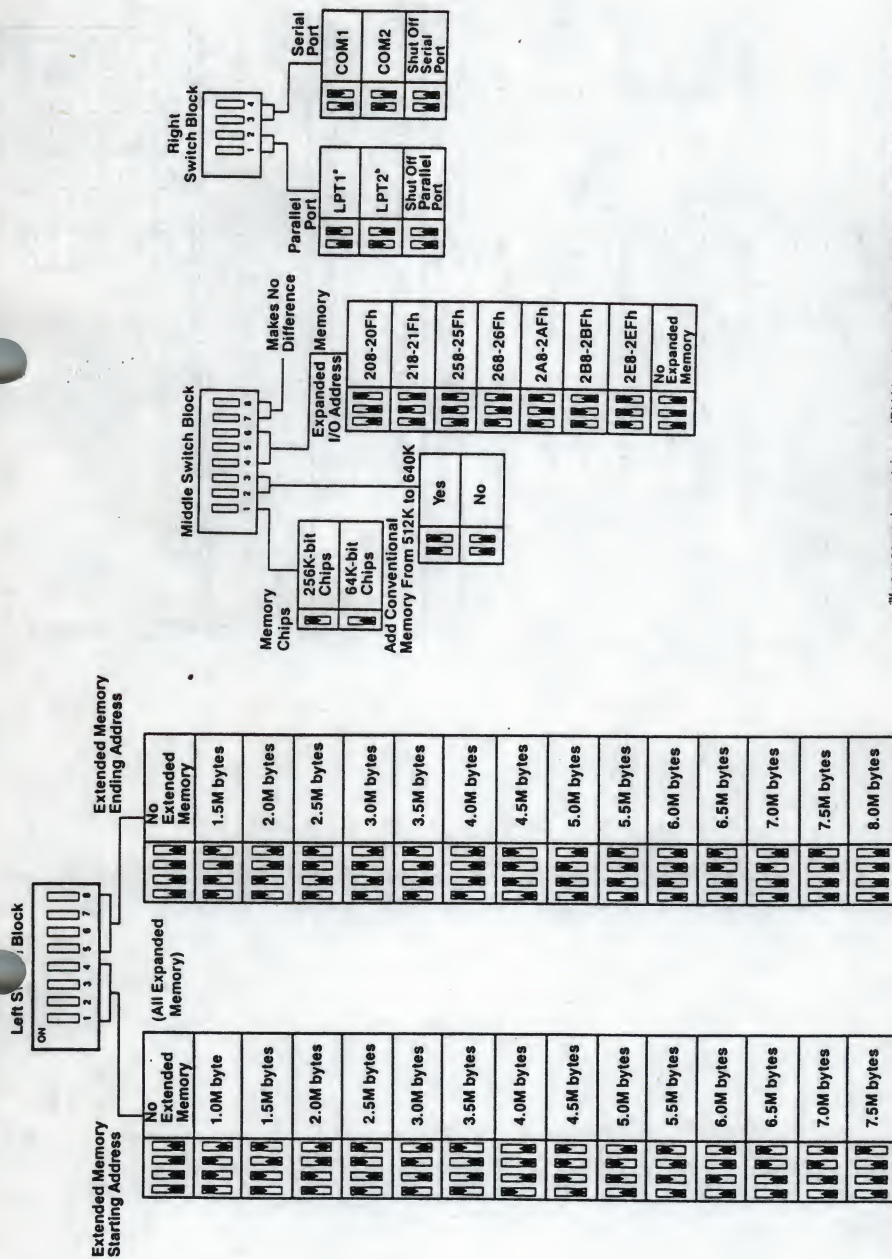 Left
Block
ON
1 2 3 4 5 6 7 8
Extended Memory
Starting Address
No
Extended
Memory
1.0M byte
1.5M bytes
2.0M bytes
2.5M bytes
3.0M bytes
3.5M bytes
4.0M bytes
4.5M bytes
5.0M bytes
5.5M bytes
6.0M bytes
6.5M bytes
7.0M bytes
7.5M bytes
(All Expanded
Memory)
Extended Memory
Ending Address
No
Extended
Memory
1.5M bytes
2.0M bytes
2.5M bytes
3.0M bytes
3.5M bytes
4.0M bytes
4.5M bytes
5.0M bytes
5.5M bytes
6.0M bytes
6.5M bytes
7.0M bytes
7.5M bytes
8.0M bytes
Middle Switch Block
1 2 3 4 5 6 7 8
Memory
Chips
256K-bit
Chips
64K-bit
Chips
Add Conventional
Memory From 512K to 640K
Yes
No
Expanded Memory
I/O Address
208-20Fh
218-21Fh
258-25Fh
268-26Fh
2A8-2AFh
2B8-2BFh
2E8-2EFh
No
Expanded
Memory
Makes No
Difference
Right
Switch Block
1 2 3 4
Parallel
Port
LPT1*
LPT2*
Shut Off
Parallel
Port
Serial
Port
COM1
COM2
Shut Off
Serial
Port